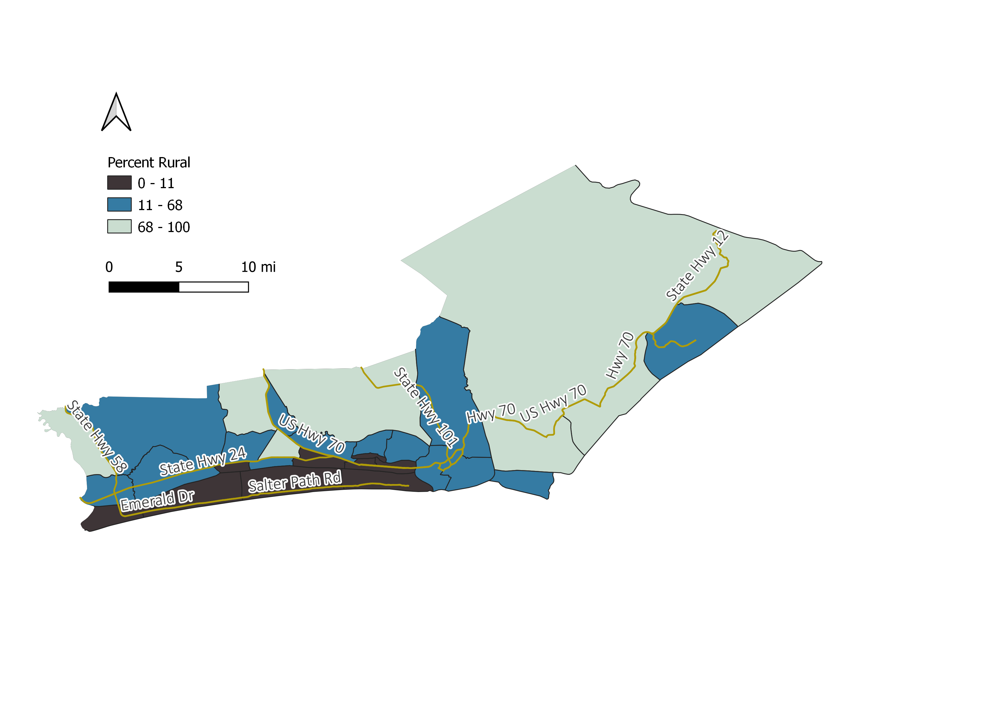 Percent Rural
0 - 11
11 - 68
68 - 100
0 5 10 mi
State Hwy 12
Hwy 70
US Hwy 70
Hwy 70
State Hwy 101
US Hwy 70
State Hwy 58
State Hwy 24
Salter Path Rd
Emerald Dr